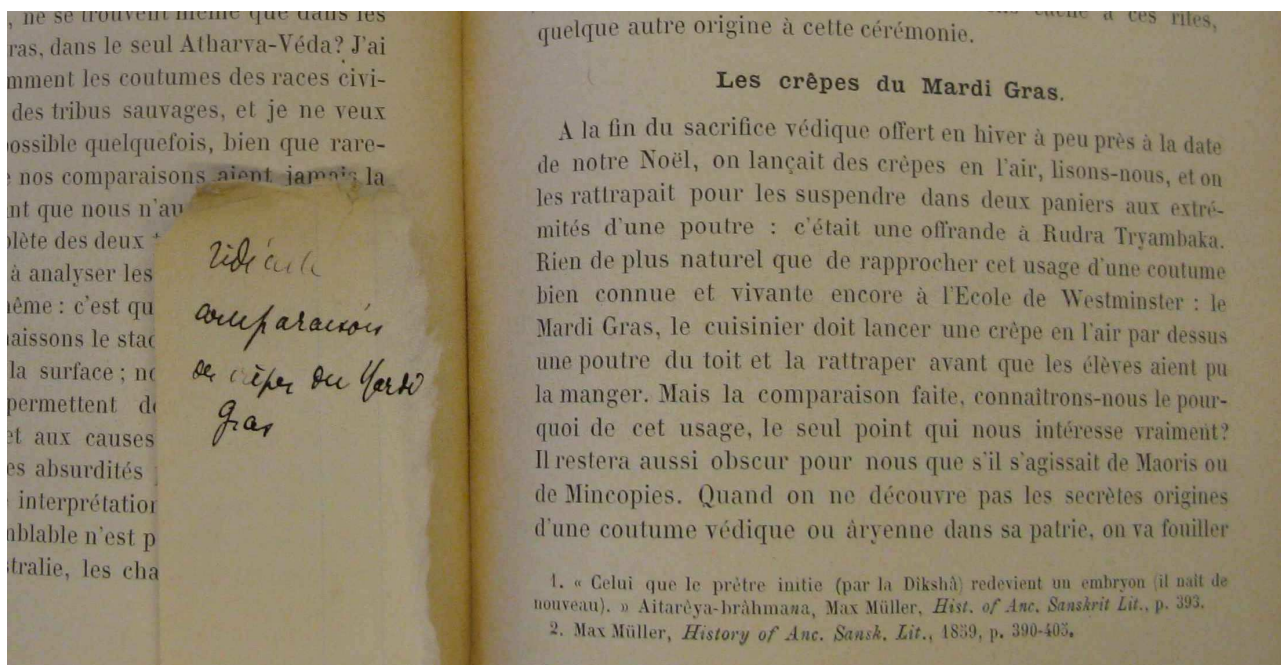 , ne se trouvent même que dans les
ras, dans le seul Atharva-Véda? J'ai
mment les coutumes des races civi-
des tribus sauvages, et je ne veux
ossible quelquefois, bien que rare-
nos comparaisons aient jamais la
nt que nous n'au
lète des deux
à analyser les
ême : c'est qu
aissons le stad
la surface ; no
permettent de
et aux causes
es absurdités
interprétation
mblable n'est p
tralie, les cha
ridicule
comparaison
des crêpes du Mardi
Gras
à ces rites,
quelque autre origine à cette cérémonie.
Les crêpes du Mardi Gras.
A la fin du sacrifice védique offert en hiver à peu près à la date
de notre Noël, on lançait des crêpes en l'air, lisons-nous, et on
les rattrapait pour les suspendre dans deux paniers aux extré-
mités d'une poutre : c'était une offrande à Rudra Tryambaka.
Rien de plus naturel que de rapprocher cet usage d'une coutume
bien connue et vivante encore à l'Ecole de Westminster : le
Mardi Gras, le cuisinier doit lancer une crêpe en l'air par dessus
une poutre du toit et la rattraper avant que les élèves aient pu
la manger. Mais la comparaison faite, connaîtrons-nous le pour-
quoi de cet usage, le seul point qui nous intéresse vraiment?
Il restera aussi obscur pour nous que s'il s'agissait de Maoris ou
de Mincopies. Quand on ne découvre pas les secrètes origines
d'une coutume védique ou âryenne dans sa patrie, on va fouiller
1. « Celui que le prêtre initie (par la Dîkshâ) redevient un embryon (il naît de
nouveau). » Aitarêya-brâhmana, Max Müller, Hist. of Anc. Sanskrit Lit., p. 393.
2. Max Müller, History of Anc. Sansk. Lit., 1859, p. 390-405.